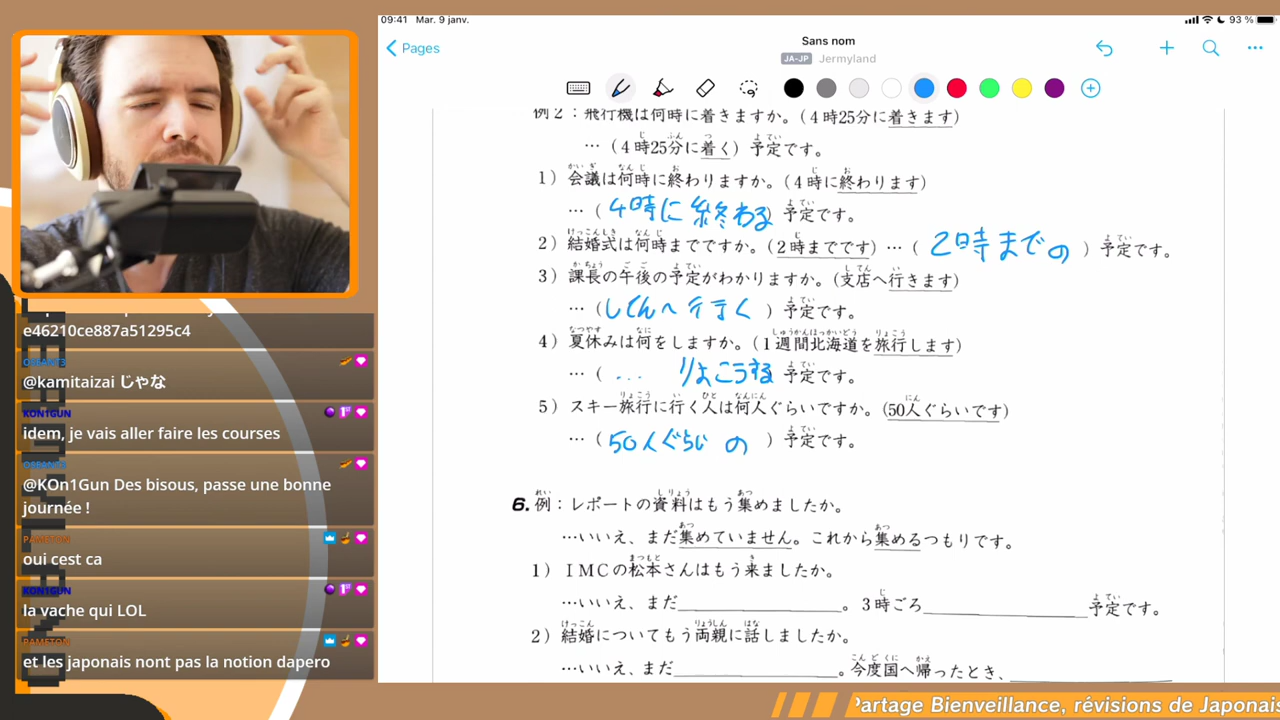 09:41 Mar. 9 janv.
93 %
Pages
Sans nom
JA-JP Jermyland
例2：飛行機は何時に着きますか。(4時25分に着きます)
…(4時25分に着く) 予定です。
1) 会議は何時に終わりますか。(4時に終わります)
…(4時に終わる) 予定です。
2) 結婚式は何時までですか。(2時までです) …(2時までの) 予定です。
3) 課長の午後の予定がわかりますか。(支店へ行きます)
…(してんへ行く) 予定です。
4) 夏休みは何をしますか。(1週間北海道を旅行します)
…(… りょこうする 予定です。
5) スキー旅行に行く人は何人ぐらいですか。(50人ぐらいです)
…(50人ぐらいの) 予定です。
6. 例：レポートの資料はもう集めましたか。
…いいえ、まだ集めていません。これから集めるつもりです。
1) IMCの松本さんはもう来ましたか。
…いいえ、まだ＿＿＿＿。3時ごろ＿＿＿＿予定です。
2) 結婚についてもう両親に話しましたか。
…いいえ、まだ＿＿＿＿。今度国へ帰ったとき、＿＿＿＿
e46210ce887a51295c4
@kamitaizai じゃな
KON1GUN
idem, je vais aller faire les courses
@KOn1Gun Des bisous, passe une bonne
journée !
PAMETON
oui cest ca
KON1GUN
la vache qui LOL
PAMETON
et les japonais nont pas la notion dapero
Partage Bienveillance, révisions de Japonais